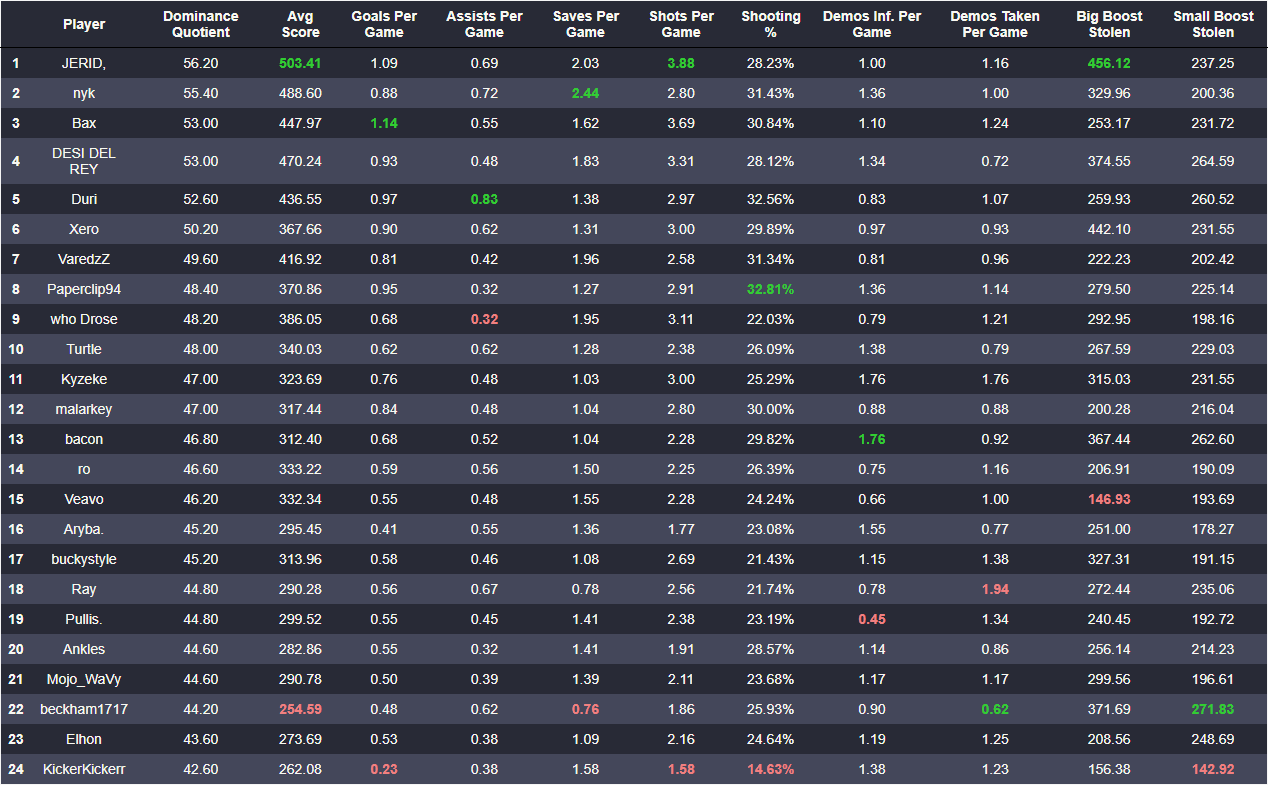 Player Dominance Quotient Avg Score Goals Per Game Assists Per Game Saves Per Game Shots Per Game Shooting % Demos Inf. Per Game Demos Taken Per Game Big Boost Stolen Small Boost Stolen
1 JERID, 56.20 503.41 1.09 0.69 2.03 3.88 28.23% 1.00 1.16 456.12 237.25
2 nyk 55.40 488.60 0.88 0.72 2.44 2.80 31.43% 1.36 1.00 329.96 200.36
3 Bax 53.00 447.97 1.14 0.55 1.62 3.69 30.84% 1.10 1.24 253.17 231.72
4 DESI DEL REY 53.00 470.24 0.93 0.48 1.83 3.31 28.12% 1.34 0.72 374.55 264.59
5 Duri 52.60 436.55 0.97 0.83 1.38 2.97 32.56% 0.83 1.07 259.93 260.52
6 Xero 50.20 367.66 0.90 0.62 1.31 3.00 29.89% 0.97 0.93 442.10 231.55
7 VaredzZ 49.60 416.92 0.81 0.42 1.96 2.58 31.34% 0.81 0.96 222.23 202.42
8 Paperclip94 48.40 370.86 0.95 0.32 1.27 2.91 32.81% 1.36 1.14 279.50 225.14
9 who Drose 48.20 386.05 0.68 0.32 1.95 3.11 22.03% 0.79 1.21 292.95 198.16
10 Turtle 48.00 340.03 0.62 0.62 1.28 2.38 26.09% 1.38 0.79 267.59 229.03
11 Kyzeke 47.00 323.69 0.76 0.48 1.03 3.00 25.29% 1.76 1.76 315.03 231.55
12 malarkey 47.00 317.44 0.84 0.48 1.04 2.80 30.00% 0.88 0.88 200.28 216.04
13 bacon 46.80 312.40 0.68 0.52 1.04 2.28 29.82% 1.76 0.92 367.44 262.60
14 ro 46.60 333.22 0.59 0.56 1.50 2.25 26.39% 0.75 1.16 206.91 190.09
15 Veavo 46.20 332.34 0.55 0.48 1.55 2.28 24.24% 0.66 1.00 146.93 193.69
16 Aryba. 45.20 295.45 0.41 0.55 1.36 1.77 23.08% 1.55 0.77 251.00 178.27
17 buckystyle 45.20 313.96 0.58 0.46 1.08 2.69 21.43% 1.15 1.38 327.31 191.15
18 Ray 44.80 290.28 0.56 0.67 0.78 2.56 21.74% 0.78 1.94 272.44 235.06
19 Pullis. 44.80 299.52 0.55 0.45 1.41 2.38 23.19% 0.45 1.34 240.45 192.72
20 Ankles 44.60 282.86 0.55 0.32 1.41 1.91 28.57% 1.14 0.86 256.14 214.23
21 Mojo_WaVy 44.60 290.78 0.50 0.39 1.39 2.11 23.68% 1.17 1.17 299.56 196.61
22 beckham1717 44.20 254.59 0.48 0.62 0.76 1.86 25.93% 0.90 0.62 371.69 271.83
23 Elhon 43.60 273.69 0.53 0.38 1.09 2.16 24.64% 1.19 1.25 208.56 248.69
24 KickerKickerr 42.60 262.08 0.23 0.38 1.58 1.58 14.63% 1.38 1.23 156.38 142.92